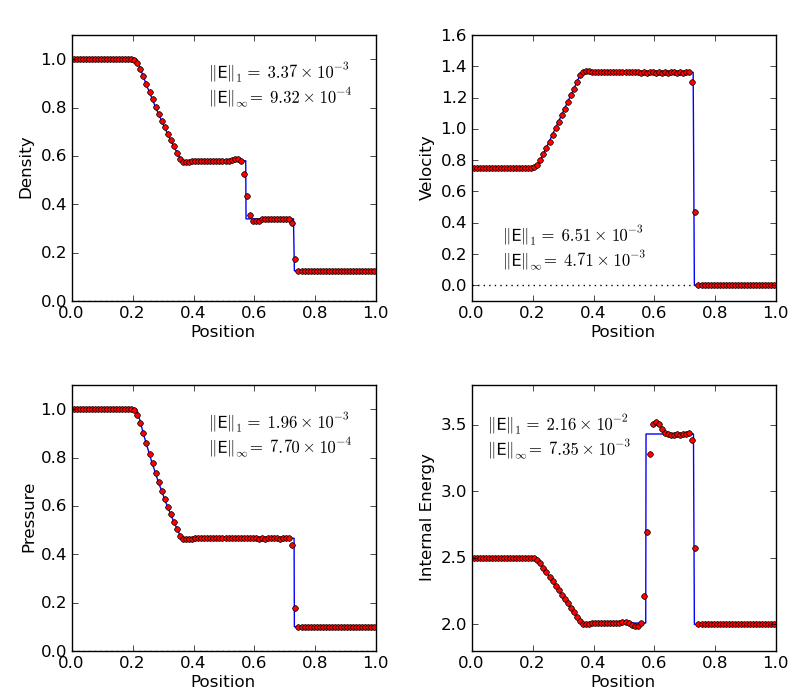 1.0
0.8
0.6
0.4
0.2
0.0
Density
‖E‖₁ = 3.37 × 10⁻³
‖E‖∞ = 9.32 × 10⁻⁴
0.0 0.2 0.4 0.6 0.8 1.0
Position
1.6
1.4
1.2
1.0
0.8
0.6
0.4
0.2
0.0
Velocity
‖E‖₁ = 6.51 × 10⁻³
‖E‖∞ = 4.71 × 10⁻³
0.0 0.2 0.4 0.6 0.8 1.0
Position
1.0
0.8
0.6
0.4
0.2
0.0
Pressure
‖E‖₁ = 1.96 × 10⁻³
‖E‖∞ = 7.70 × 10⁻⁴
0.0 0.2 0.4 0.6 0.8 1.0
Position
3.5
3.0
2.5
2.0
Internal Energy
‖E‖₁ = 2.16 × 10⁻²
‖E‖∞ = 7.35 × 10⁻³
0.0 0.2 0.4 0.6 0.8 1.0
Position